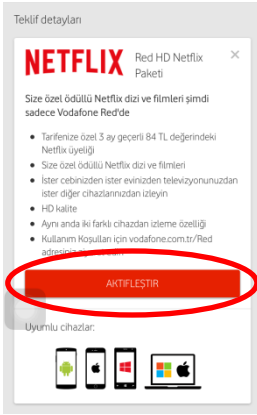 Teklif detayları
NETFLIX
Red HD Netflix
Paketi
Size özel ödüllü Netflix dizi ve filmleri şimdi
sadece Vodafone Red'de
Tarifenize özel 3 ay geçerli 84 TL değerindeki
Netflix üyeliği
Size özel ödüllü Netflix dizi ve filmleri
İster cebinizden ister evinizden televizyonunuzdan
ister diğer cihazlarınızdan izleyin
HD kalite
Aynı anda iki farklı cihazdan izleme özelliği
Kullanım Koşulları için vodafone.com.tr/Red
AKTİFLEŞTİR
Uyumlu cihazlar: